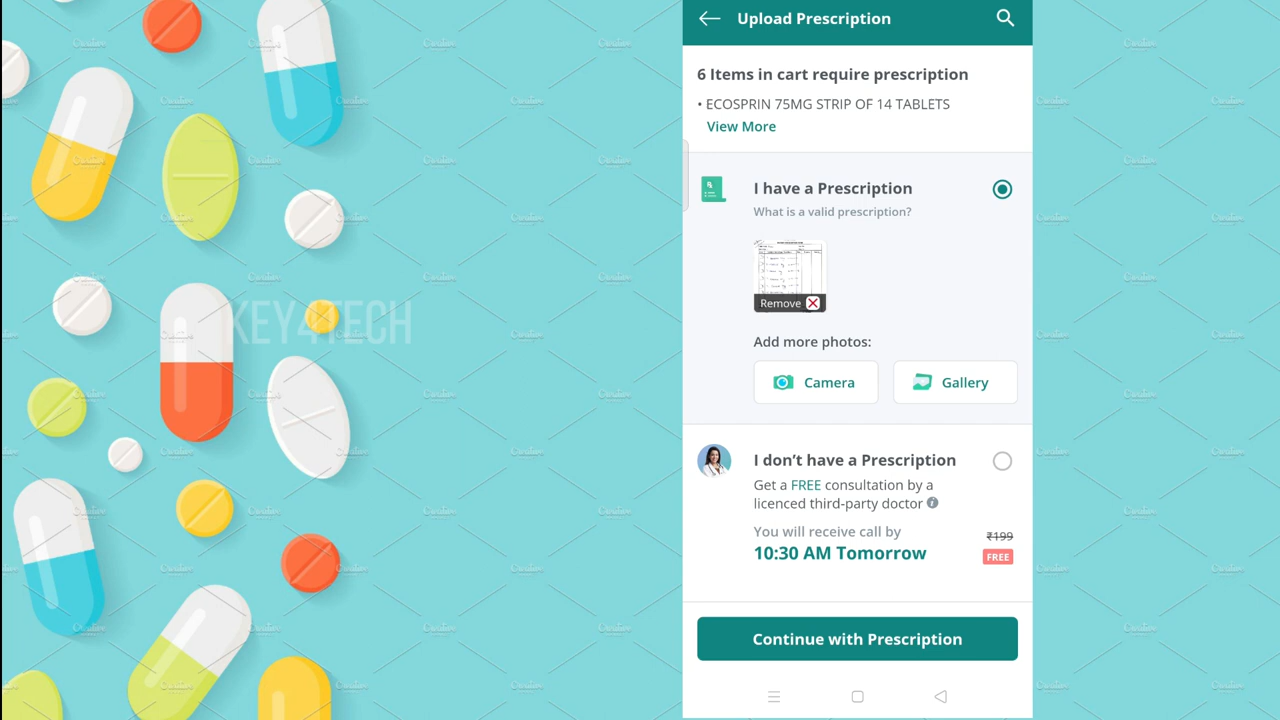 Upload Prescription
6 Items in cart require prescription
• ECOSPRIN 75MG STRIP OF 14 TABLETS
View More
I have a Prescription
What is a valid prescription?
Remove
Add more photos:
Camera
Gallery
I don’t have a Prescription
Get a FREE consultation by a
licenced third-party doctor
You will receive call by
₹199
10:30 AM Tomorrow
FREE
Continue with Prescription
KEY4TECH